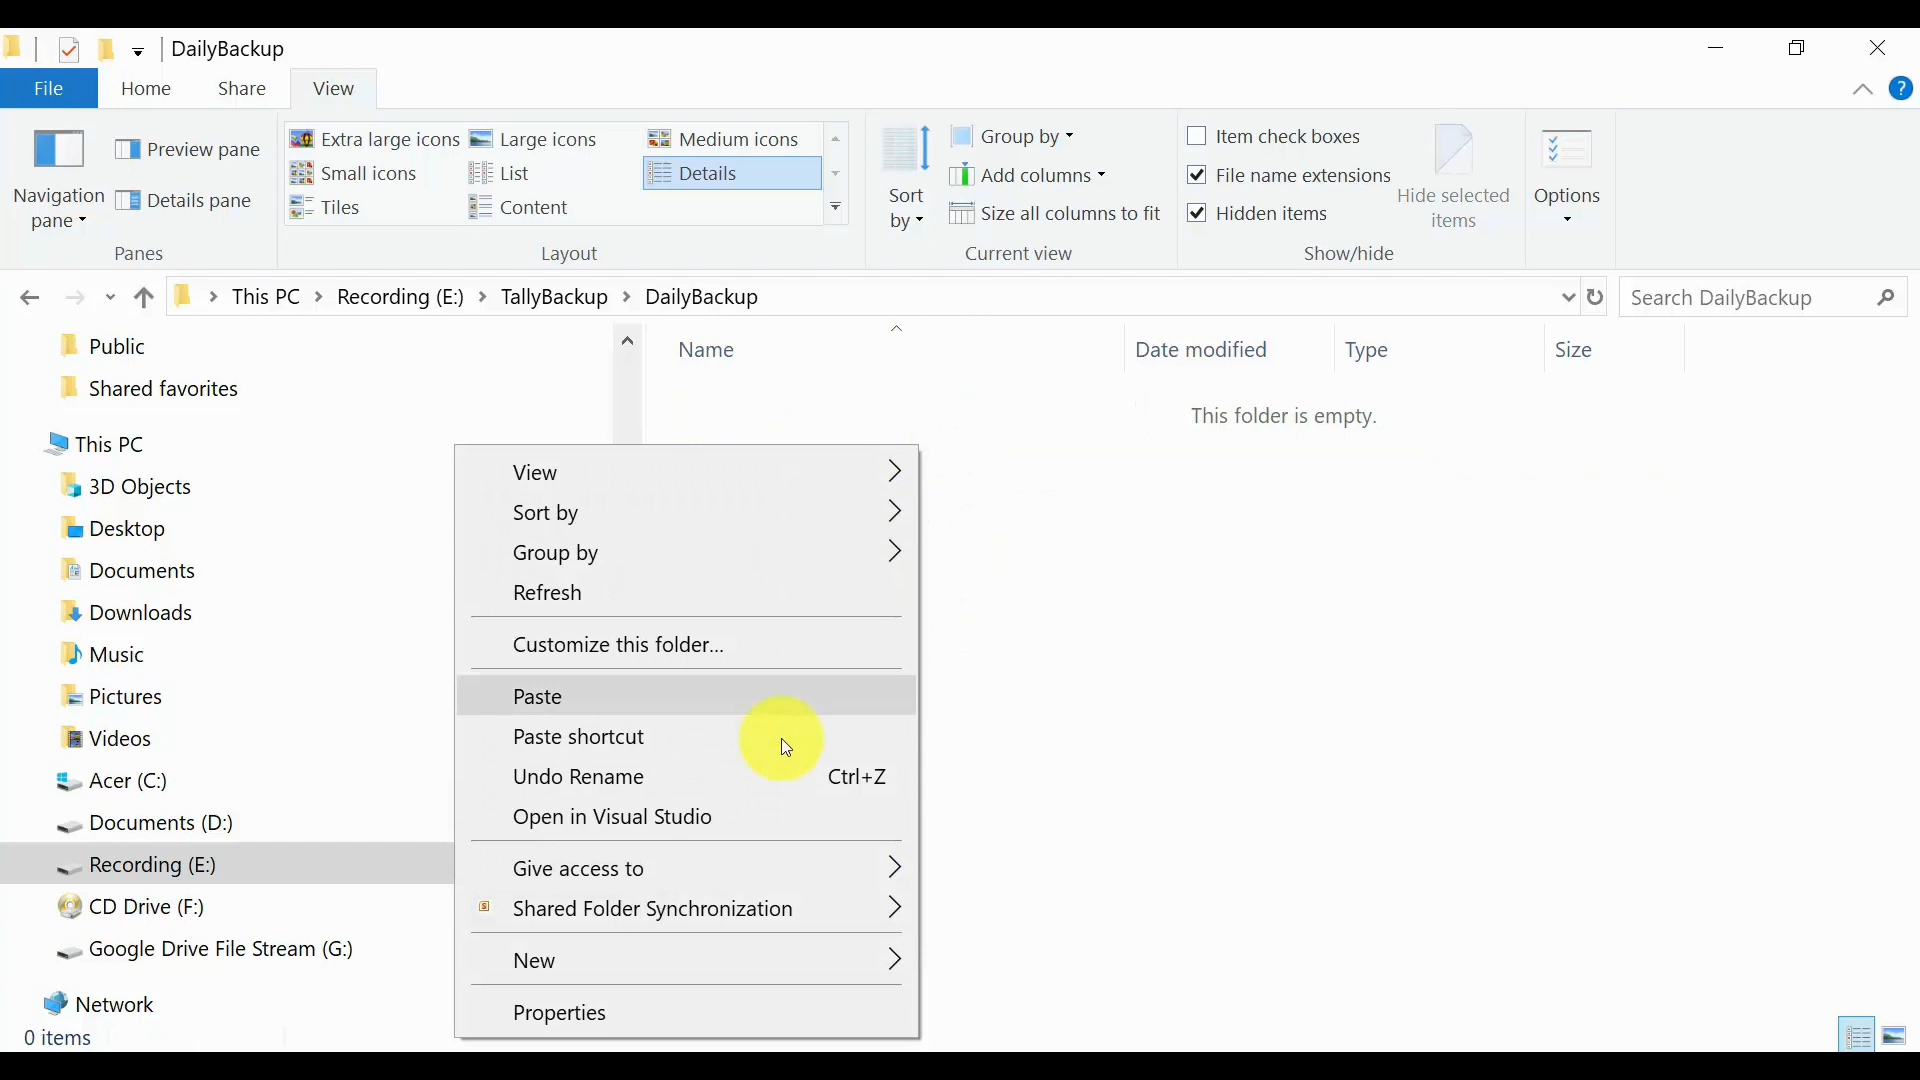 DailyBackup
File Home Share View
Navigation pane
Preview pane
Details pane
Panes
Extra large icons Large icons Medium icons
Small icons List Details
Tiles Content
Layout
Sort by
Group by
Add columns
Size all columns to fit
Current view
Item check boxes
File name extensions
Hidden items
Hide selected items
Show/hide
Options
This PC > Recording (E:) > TallyBackup > DailyBackup
Search DailyBackup
Name Date modified Type Size
This folder is empty.
Public
Shared favorites
This PC
3D Objects
Desktop
Documents
Downloads
Music
Pictures
Videos
Acer (C:)
Documents (D:)
Recording (E:)
CD Drive (F:)
Google Drive File Stream (G:)
Network
0 items
View
Sort by
Group by
Refresh
Customize this folder...
Paste
Paste shortcut
Undo Rename Ctrl+Z
Open in Visual Studio
Give access to
S Shared Folder Synchronization
New
Properties